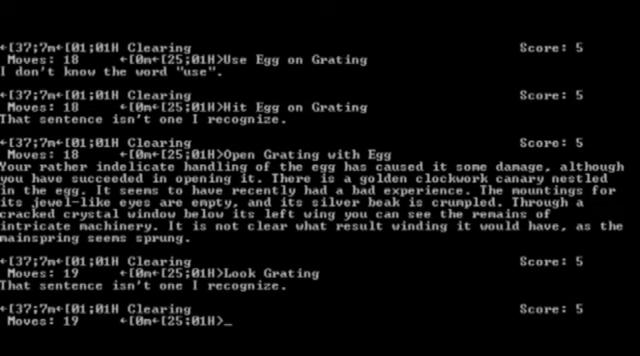 ←[37;7m←[01;01H Clearing Score: 5
Moves: 18 ←[0m←[25;01H>Use Egg on Grating
I don't know the word "use".
←[37;7m←[01;01H Clearing Score: 5
Moves: 18 ←[0m←[25;01H>Hit Egg on Grating
That sentence isn't one I recognize.
←[37;7m←[01;01H Clearing Score: 5
Moves: 18 ←[0m←[25;01H>Open Grating with Egg
Your rather indelicate handling of the egg has caused it some damage, although
you have succeeded in opening it. There is a golden clockwork canary nestled
in the egg. It seems to have recently had a bad experience. The mountings for
its jewel-like eyes are empty, and its silver beak is crumpled. Through a
cracked crystal window below its left wing you can see the remains of
intricate machinery. It is not clear what result winding it would have, as the
mainspring seems sprung.
←[37;7m←[01;01H Clearing Score: 5
Moves: 19 ←[0m←[25;01H>Look Grating
That sentence isn't one I recognize.
←[37;7m←[01;01H Clearing Score: 5
Moves: 19 ←[0m←[25;01H>_